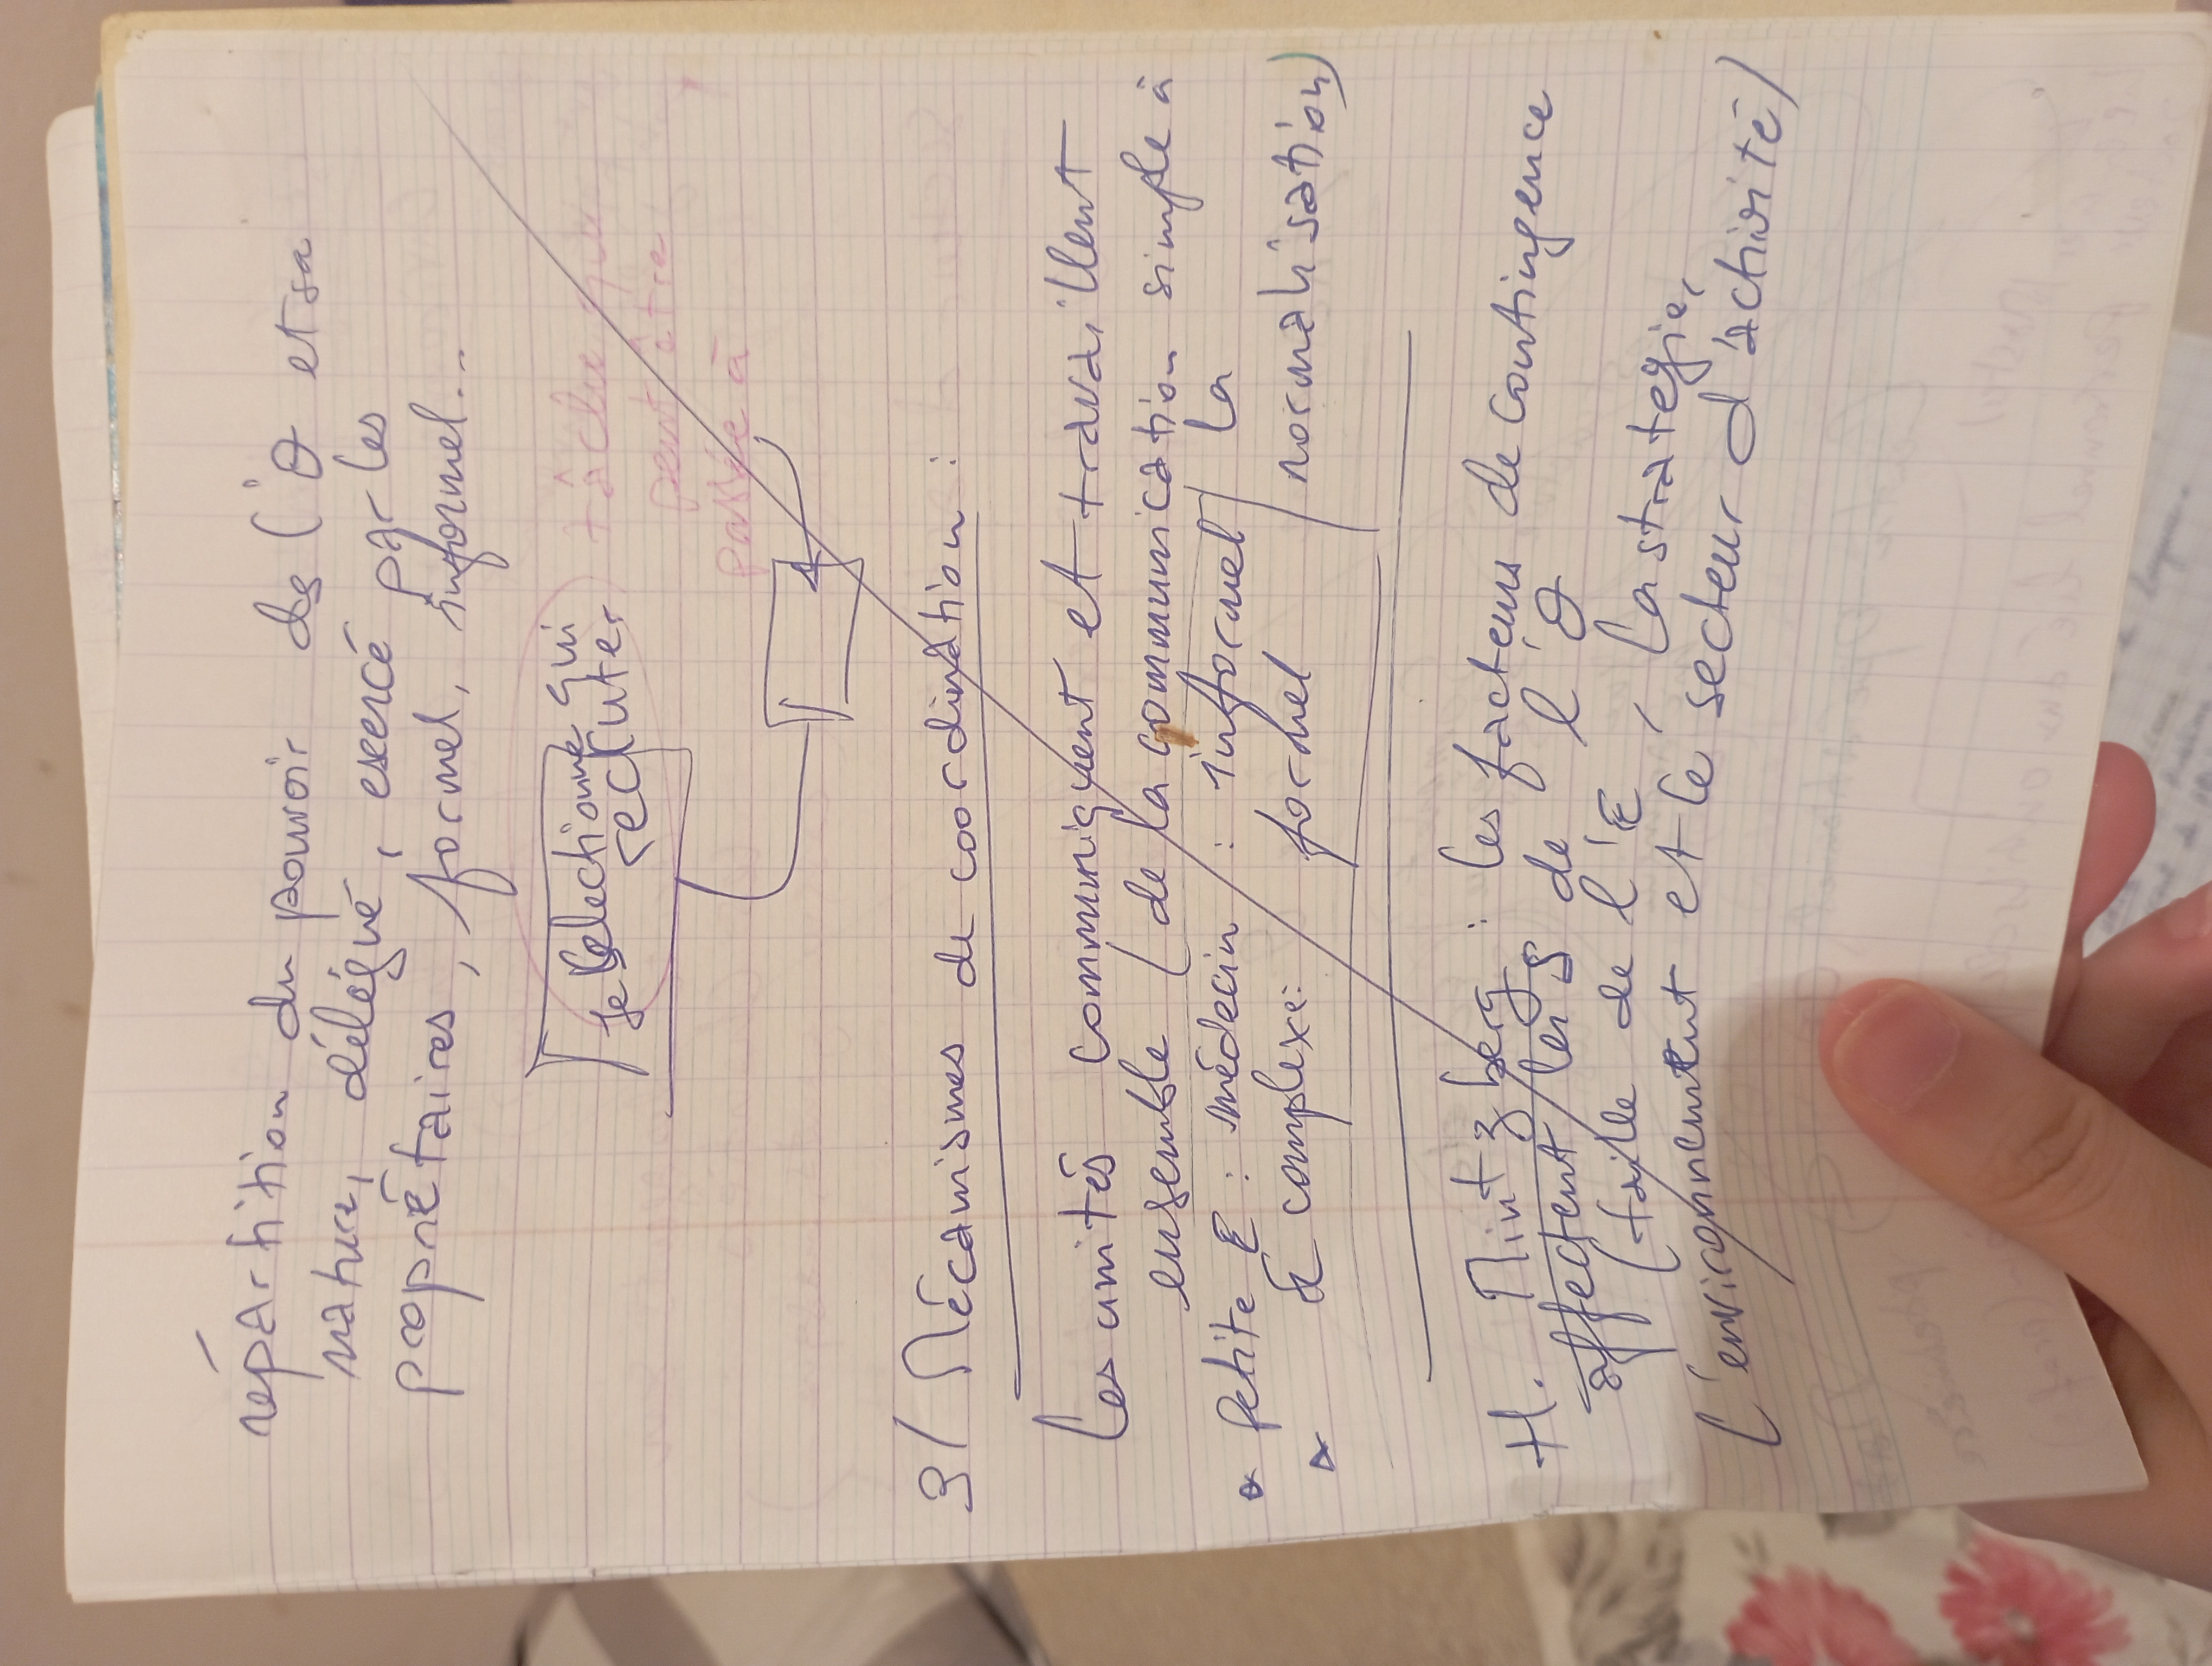 répartition du pouvoir ds l'O et sa
nature, délégué, exercé par les
propriétaires, formel, informel...
je selectionne qui
recruter
tâche qui
peut être
passée à
3/ Mécanismes de coordination :
les unités communiquent et travaillent
ensemble (de la communication simple à
petite E : médecin : informel la
E complexe : formel normalisation)
H. Mintzberg : les facteurs de contingence
affectent les S de l'O
(taille de l'E, la strategie,
l'environnement et le secteur d'activité)